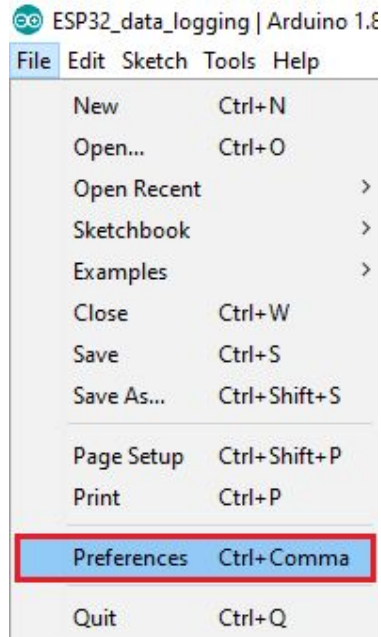 ESP32_data_logging | Arduino 1.8
File Edit Sketch Tools Help
New Ctrl+N
Open... Ctrl+O
Open Recent >
Sketchbook >
Examples >
Close Ctrl+W
Save Ctrl+S
Save As... Ctrl+Shift+S
Page Setup Ctrl+Shift+P
Print Ctrl+P
Preferences Ctrl+Comma
Quit Ctrl+Q